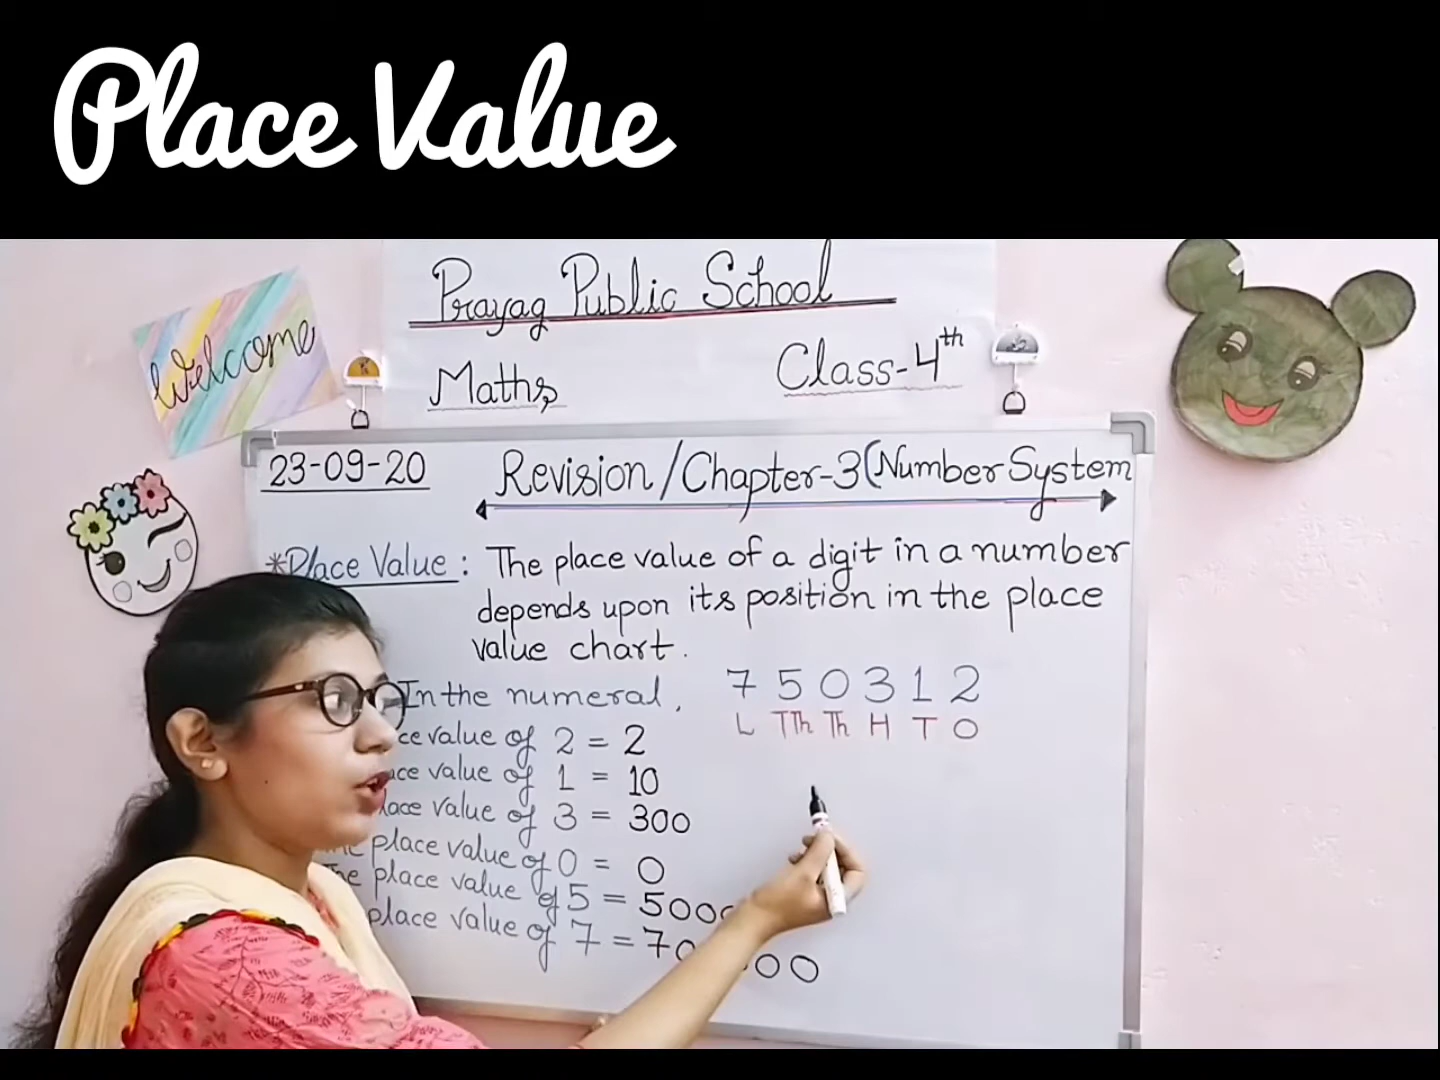 Place Value
Prayag Public School
Maths,
Class-4th
Welcome
23-09-20
Revision/Chapter-3(Number System
*Place Value: The place value of a digit in a number
depends upon its position in the place
value chart.
In the numeral, 7 5 0 3 1 2
L TTh Th H T O
value of 2 = 2
value of 1 = 10
place value of 3 = 300
place value of 0 = 0
place value of 5 = 5000
place value of 7 = 70 00